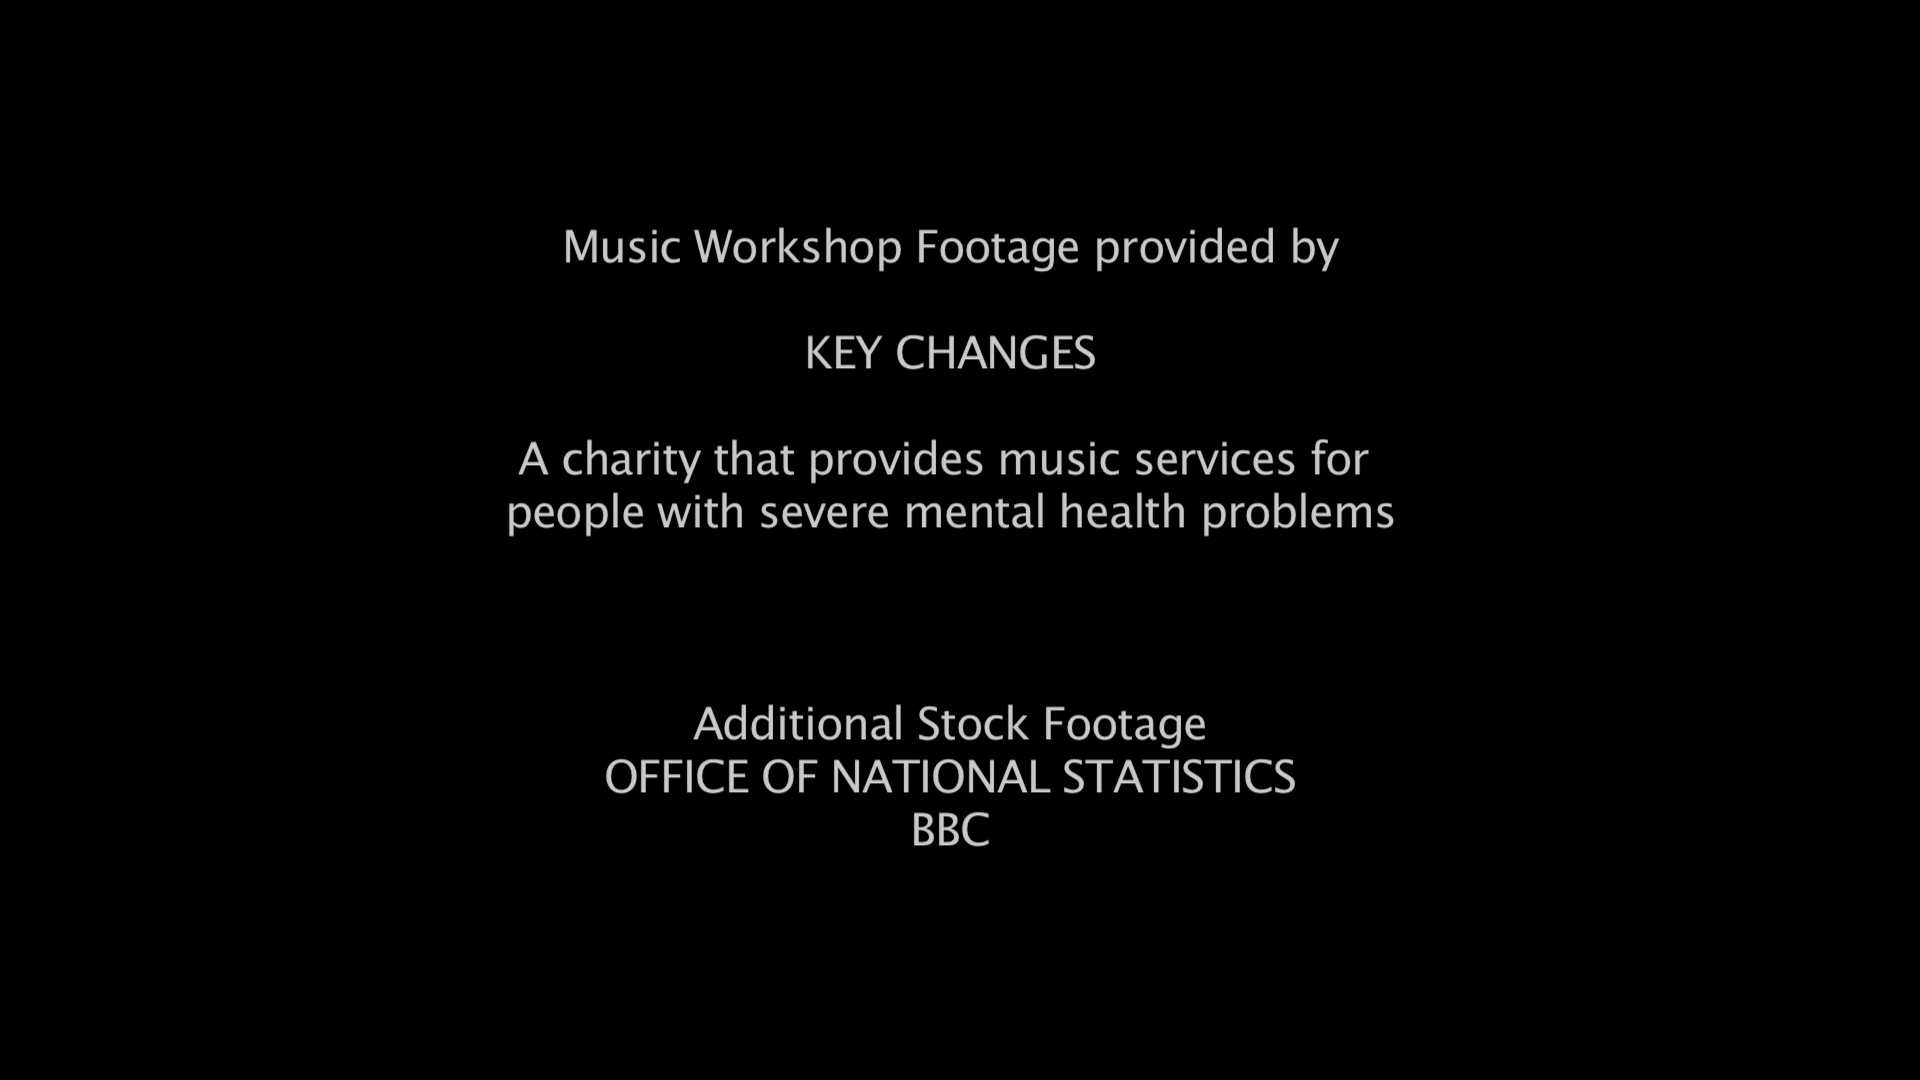 Music Workshop Footage provided by
KEY CHANGES
A charity that provides music services for
people with severe mental health problems
Additional Stock Footage
OFFICE OF NATIONAL STATISTICS
BBC